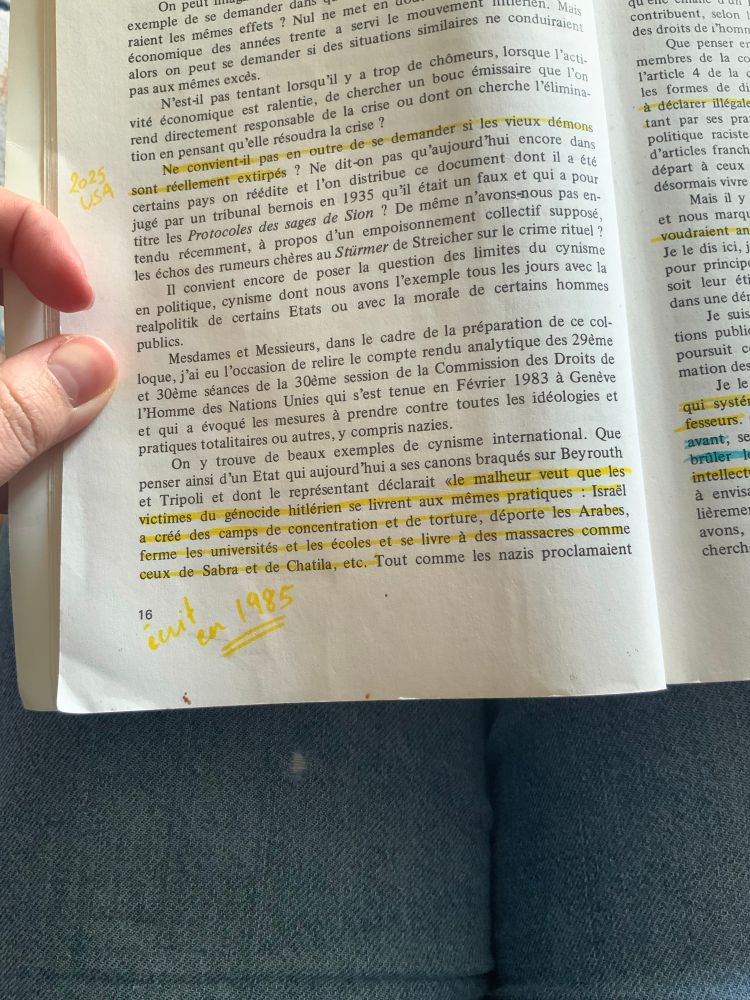 On peut
exemple de se demander dans
raient les mêmes effets ? Nul ne met en
économique des années trente a servi le mouvement hitlérien. Mais
alors on peut se demander si des situations similaires ne conduiraient
pas aux mêmes excès.
N'est-il pas tentant lorsqu'il y a trop de chômeurs, lorsque l'acti-
vité économique est ralentie, de chercher un bouc émissaire que l'on
rend directement responsable de la crise ou dont on cherche l'élimina-
tion en pensant qu'elle résoudra la crise ?
Ne convient-il pas en outre de se demander si les vieux démons
sont réellement extirpés ? Ne dit-on pas qu'aujourd'hui encore dans
certains pays on réédite et l'on distribue ce document dont il a été
jugé par un tribunal bernois en 1935 qu'il était un faux et qui a pour
titre les Protocoles des sages de Sion ? De même n'avons-nous pas en-
tendu récemment, à propos d'un empoisonnement collectif supposé,
les échos des rumeurs chères au Stürmer de Streicher sur le crime rituel ?
Il convient encore de poser la question des limites du cynisme
en politique, cynisme dont nous avons l'exemple tous les jours avec la
realpolitik de certains Etats ou avec la morale de certains hommes
publics.
Mesdames et Messieurs, dans le cadre de la préparation de ce col-
loque, j'ai eu l'occasion de relire le compte rendu analytique des 29ème
et 30ème séances de la 30ème session de la Commission des Droits de
l'Homme des Nations Unies qui s'est tenue en Février 1983 à Genève
et qui a évoqué les mesures à prendre contre toutes les idéologies et
pratiques totalitaires ou autres, y compris nazies.
On y trouve de beaux exemples de cynisme international. Que
penser ainsi d'un Etat qui aujourd'hui a ses canons braqués sur Beyrouth
et Tripoli et dont le représentant déclarait «le malheur veut que les
victimes du génocide hitlérien se livrent aux mêmes pratiques : Israël
a créé des camps de concentration et de torture, déporte les Arabes,
ferme les universités et les écoles et se livre à des massacres comme
ceux de Sabra et de Chatila, etc. Tout comme les nazis proclamaient
16
2025
USA
écrit
en 1985
contribuent, selon l
des droits de l'hom
Que penser e
membres de la co
l'article 4 de la c
les formes de di
à déclarer illégale
tant par ses pra
politique raciste
d'articles franch
départ à ceux
désormais vivre
Mais il y
et nous marqu
voudraient an
Je le dis ici, j
pour principe
soit leur éti
dans une dén
Je suis
tions public
poursuit ce
mation des
Je le
qui systér
fesseurs.
avant, se
brûler le
intellect
à envisa
lièremen
avons,
cherch